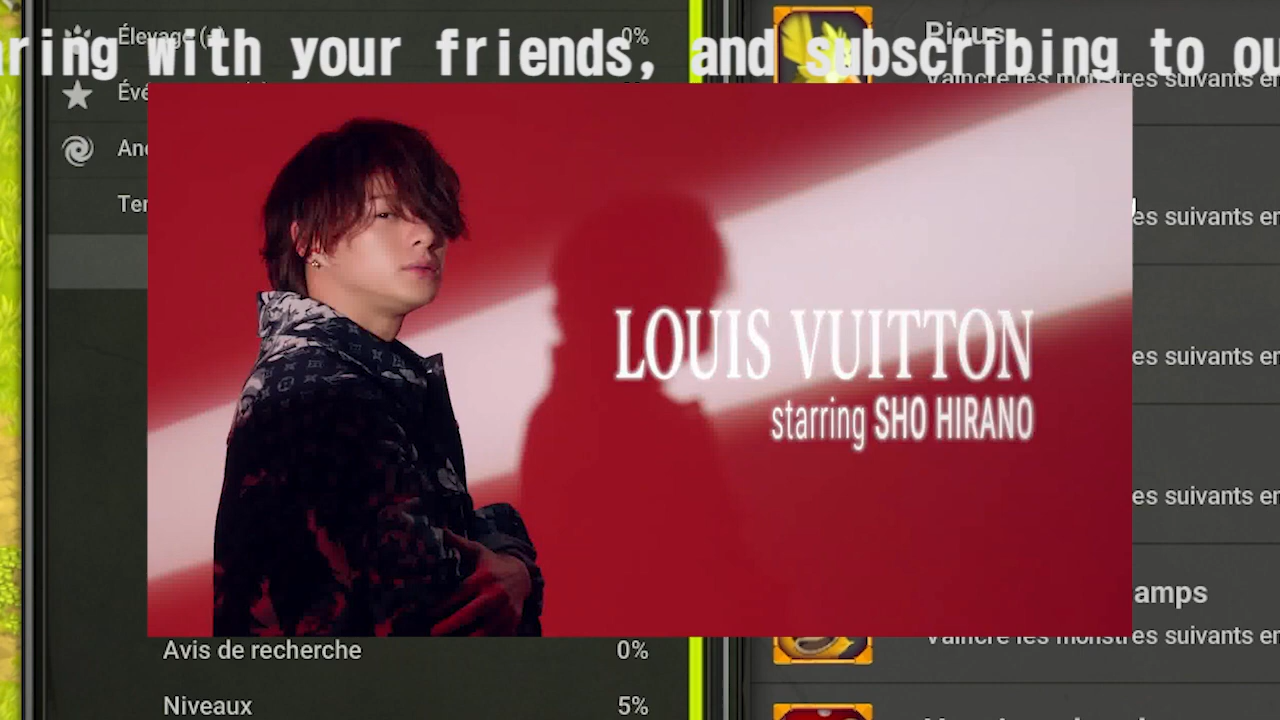 Élevage
0%
Pious
ring with your friends, and subscribing to ou
Vaincre les monstres suivants en
es suivants en
LOUIS VUITTON
starring SHO HIRANO
es suivants en
es suivants en
amps
Vaincre les monstres suivants en
Avis de recherche 0%
Niveaux 5%